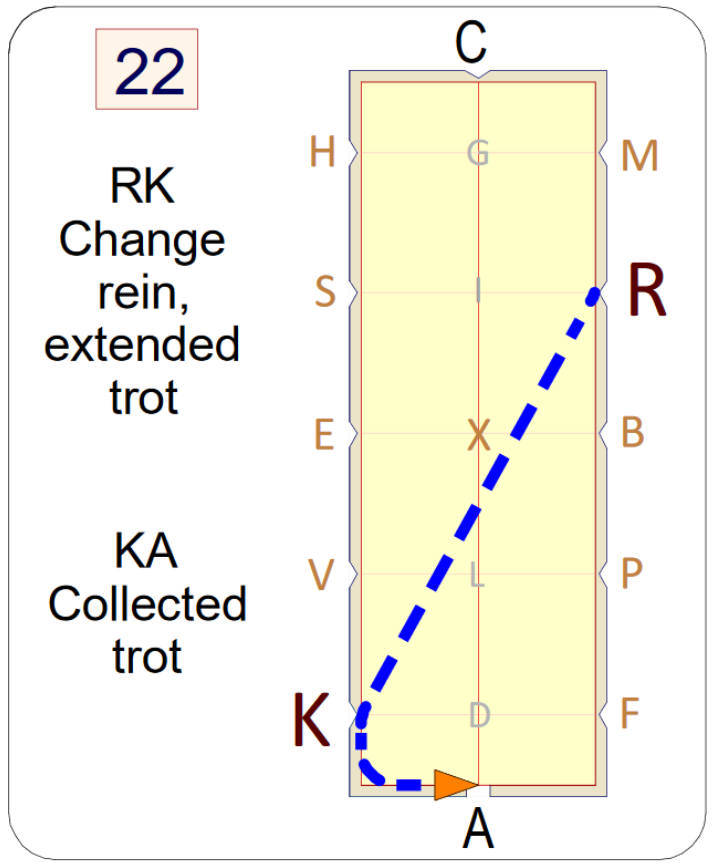 22
C
RK
Change
rein,
extended
trot
KA
Collected
trot
H G M
S I R
E X B
V L P
K D F
A